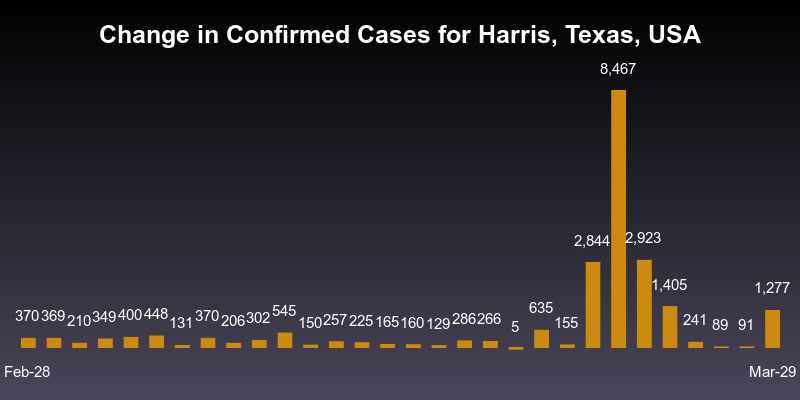 Change in Confirmed Cases for Harris, Texas, USA
8,467
2,844 2,923
1,405
1,277
370 369 210 349 400 448 131 370 206 302 545 150 257 225 165 160 129 286 266 5 635 155 241 89 91
Feb-28 Mar-29